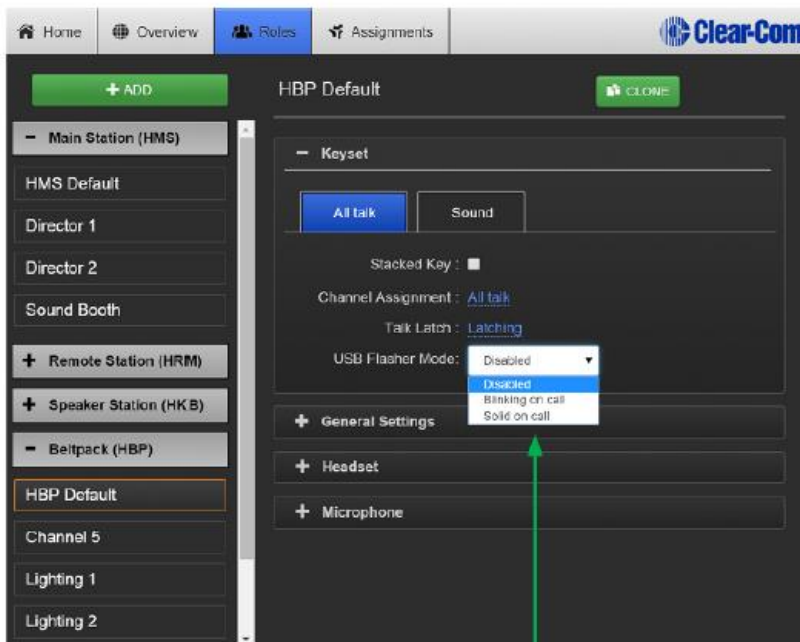 Home Overview Roles Assignments Clear-Com
+ ADD
HBP Default
CLONE
− Main Station (HMS)
HMS Default
Director 1
Director 2
Sound Booth
+ Remote Station (HRM)
+ Speaker Station (HKB)
− Beltpack (HBP)
HBP Default
Channel 5
Lighting 1
Lighting 2
− Keyset
All talk Sound
Stacked Key :
Channel Assignment : All talk
Talk Latch : Latching
USB Flasher Mode: Disabled
Disabled
Blinking on call
Solid on call
+ General Settings
+ Headset
+ Microphone